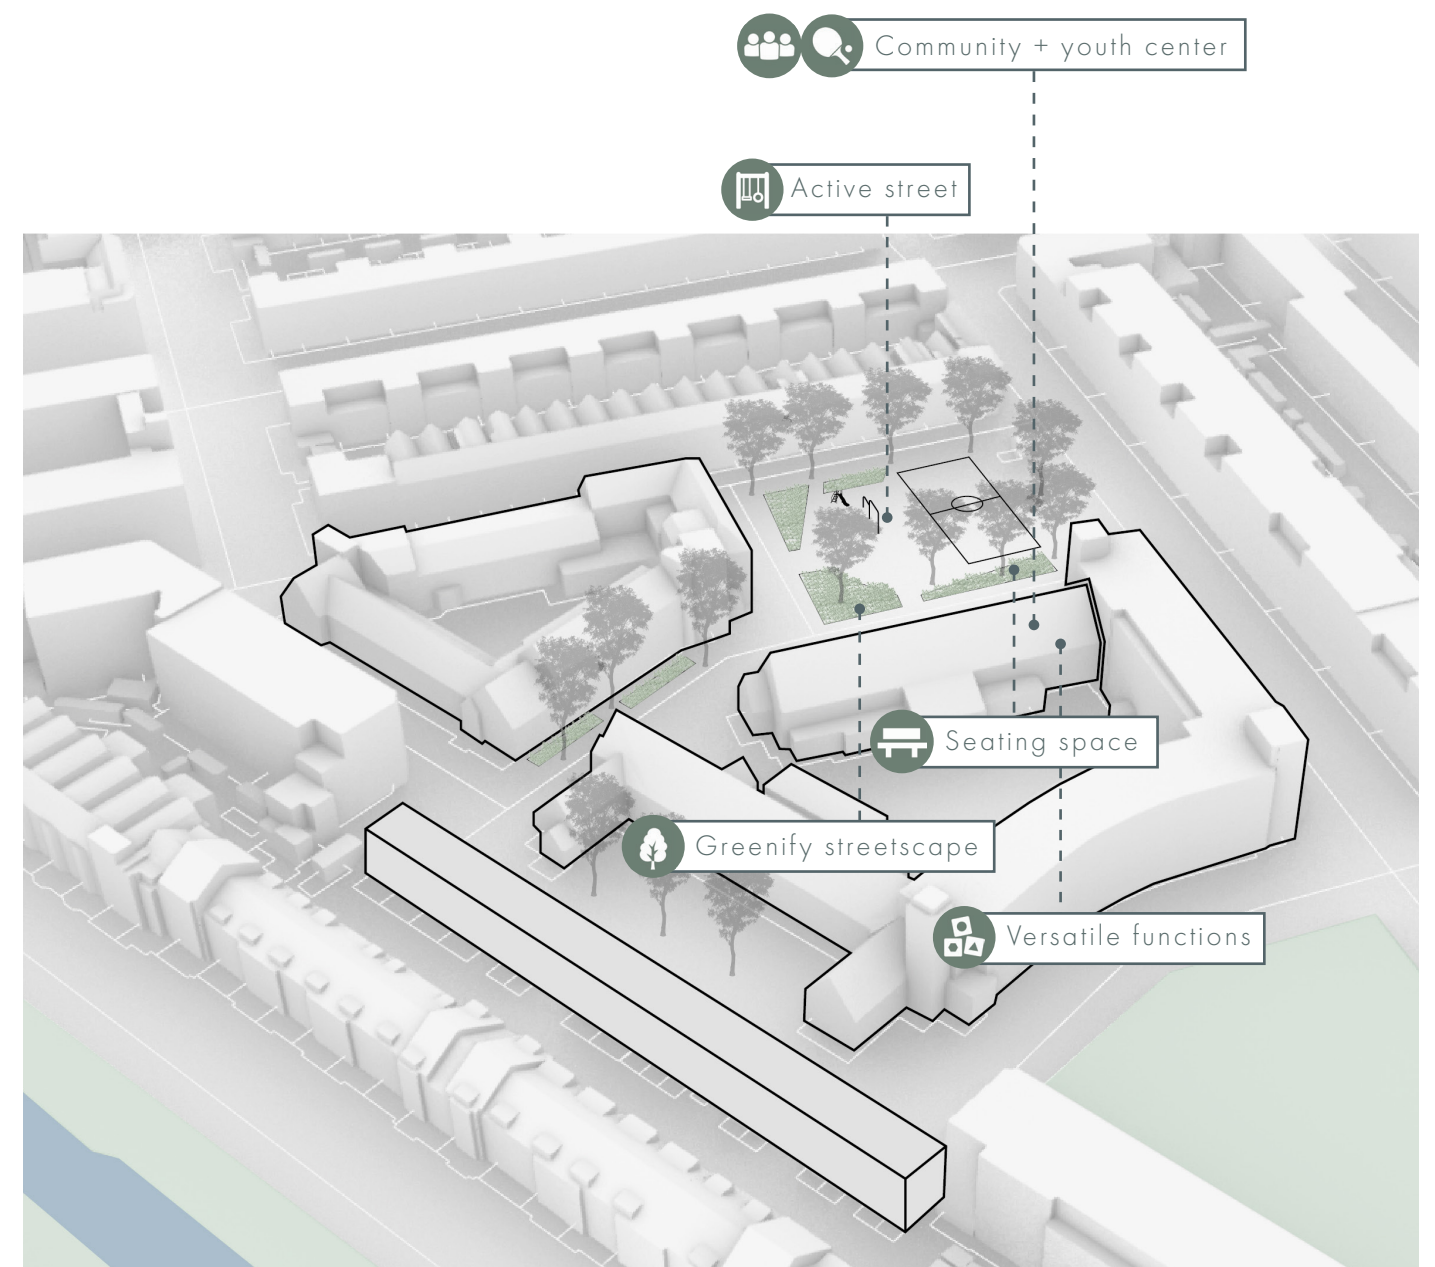 Community + youth center
Active street
Seating space
Greenify streetscape
Versatile functions